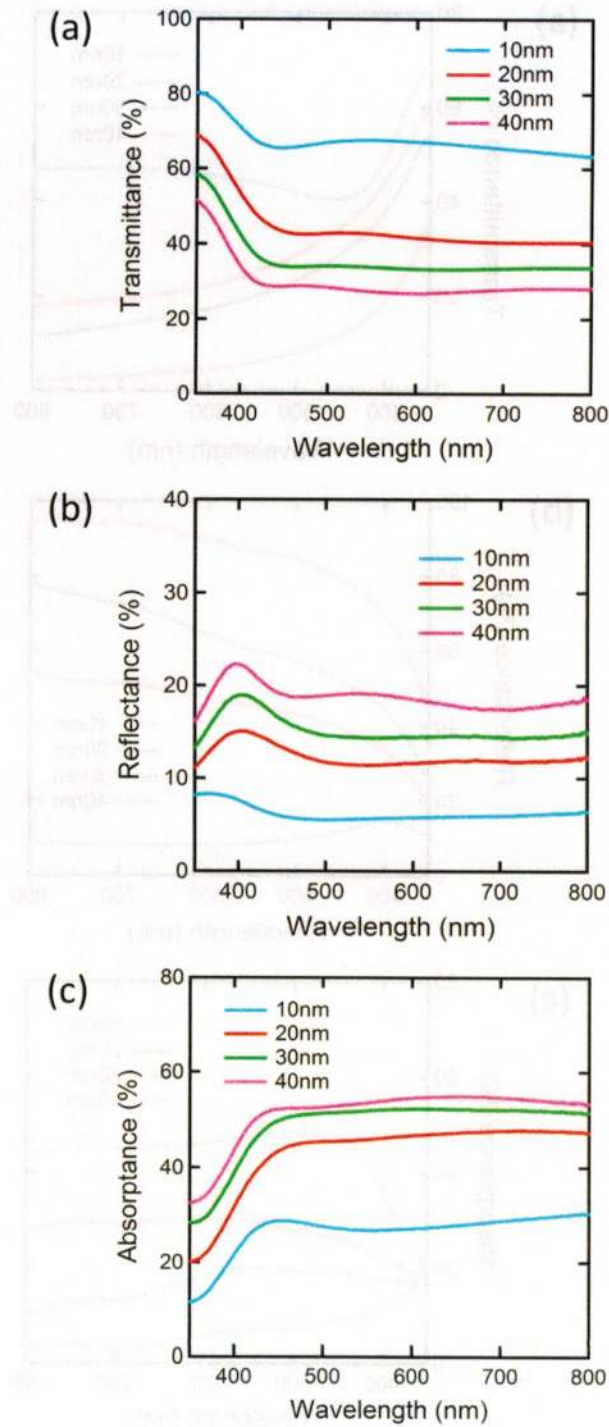 (a)
100
80
60
40
20
0
Transmittance (%)
10nm
20nm
30nm
40nm
400 500 600 700 800
Wavelength (nm)
(b)
40
30
20
10
0
Reflectance (%)
10nm
20nm
30nm
40nm
400 500 600 700 800
Wavelength (nm)
(c)
80
60
40
20
0
Absorptance (%)
10nm
20nm
30nm
40nm
400 500 600 700 800
Wavelength (nm)